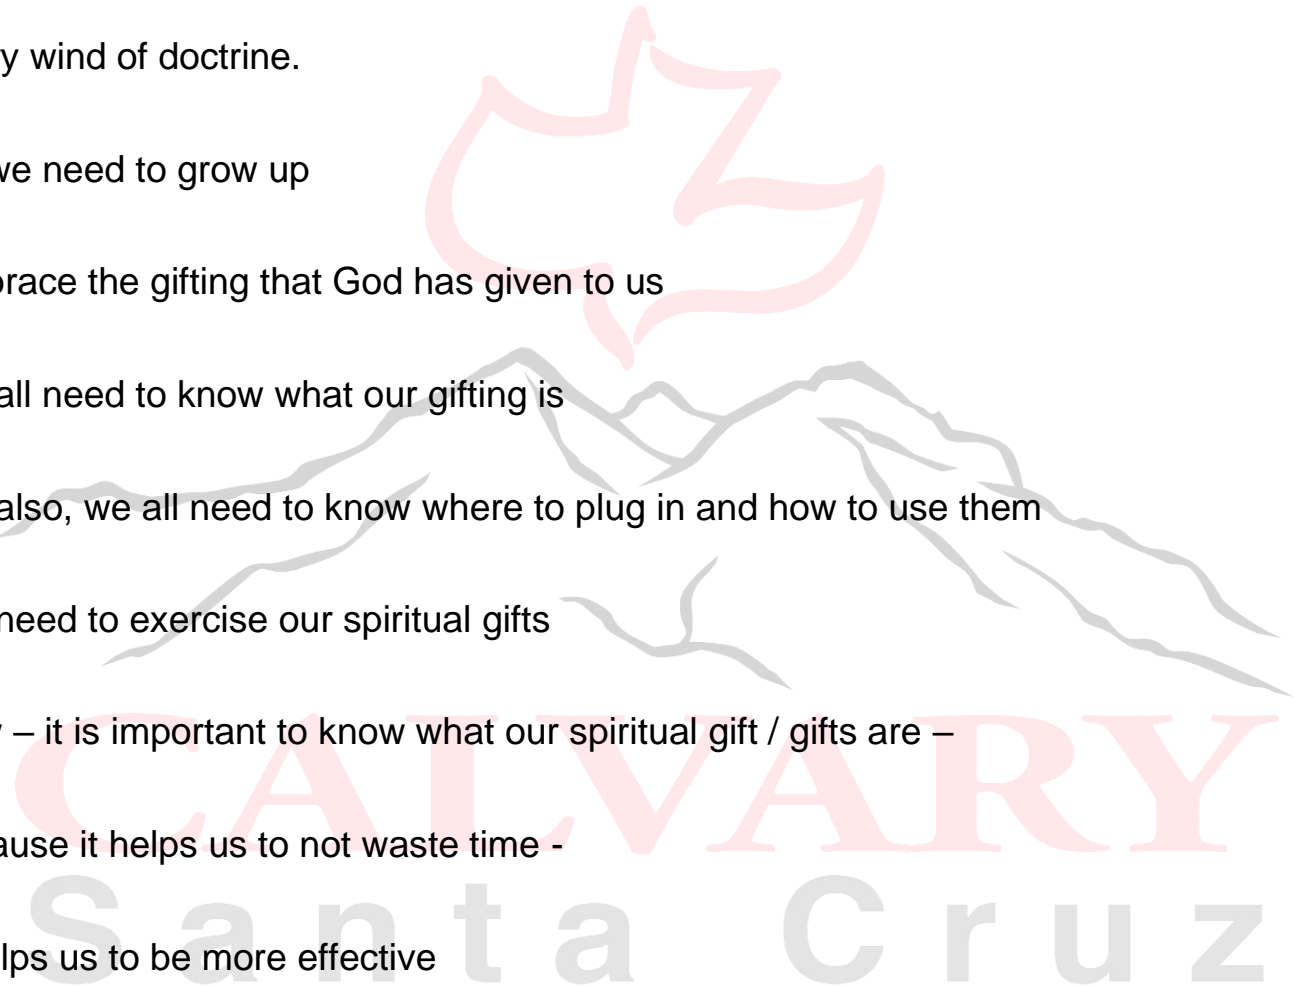 y wind of doctrine.
we need to grow up
brace the gifting that God has given to us
all need to know what our gifting is
also, we all need to know where to plug in and how to use them
need to exercise our spiritual gifts
– it is important to know what our spiritual gift / gifts are –
ause it helps us to not waste time -
lps us to be more effective
CALVARY
Santa Cruz